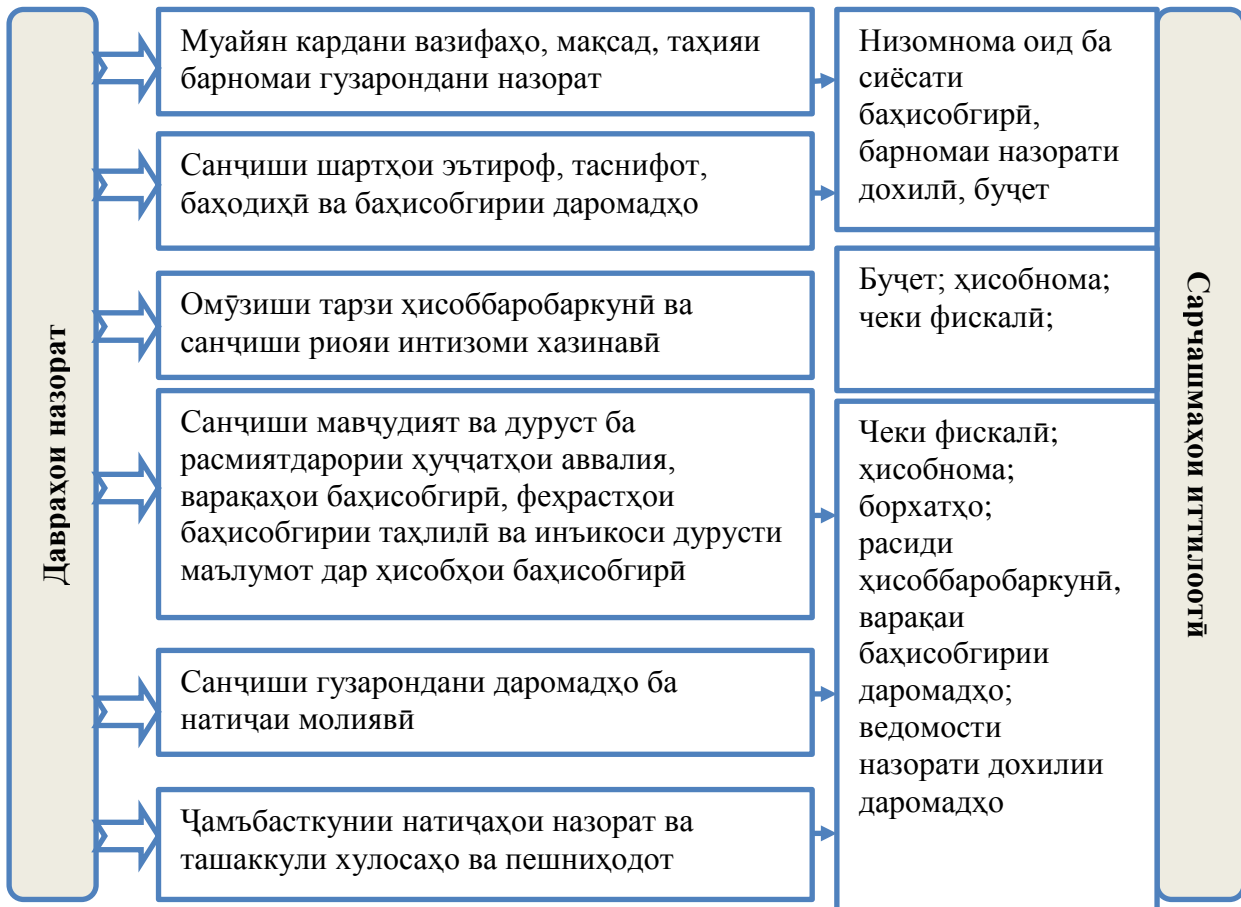 Давраҳои назорат
Муайян кардани вазифаҳо, мақсад, таҳияи
барномаи гузарондани назорат
Санҷиши шартҳои эътироф, таснифот,
баҳодиҳӣ ва баҳисобгирии даромадҳо
Омӯзиши тарзи ҳисоббаробаркунӣ ва
санҷиши риояи интизоми хазинавӣ
Санҷиши мавҷудият ва дуруст ба
расмиятдарории ҳуҷҷатҳои аввалия,
варақаҳои баҳисобгирӣ, феҳрастҳои
баҳисобгирии таҳлилӣ ва инъикоси дурусти
маълумот дар ҳисобҳои баҳисобгирӣ
Санҷиши гузарондани даромадҳо ба
натиҷаи молиявӣ
Ҷамъбасткунии натиҷаҳои назорат ва
ташаккули хулосаҳо ва пешниҳодот
Низомнома оид ба
сиёсати
баҳисобгирӣ,
барномаи назорати
дохилӣ, буҷет
Буҷет; ҳисобнома;
чеки фискалӣ;
Чеки фискалӣ;
ҳисобнома;
борхатҳо;
расиди
ҳисоббаробаркунӣ,
варақаи
баҳисобгирии
даромадҳо;
ведомости
назорати дохилии
даромадҳо
Сарчашмаҳои иттилоотӣ